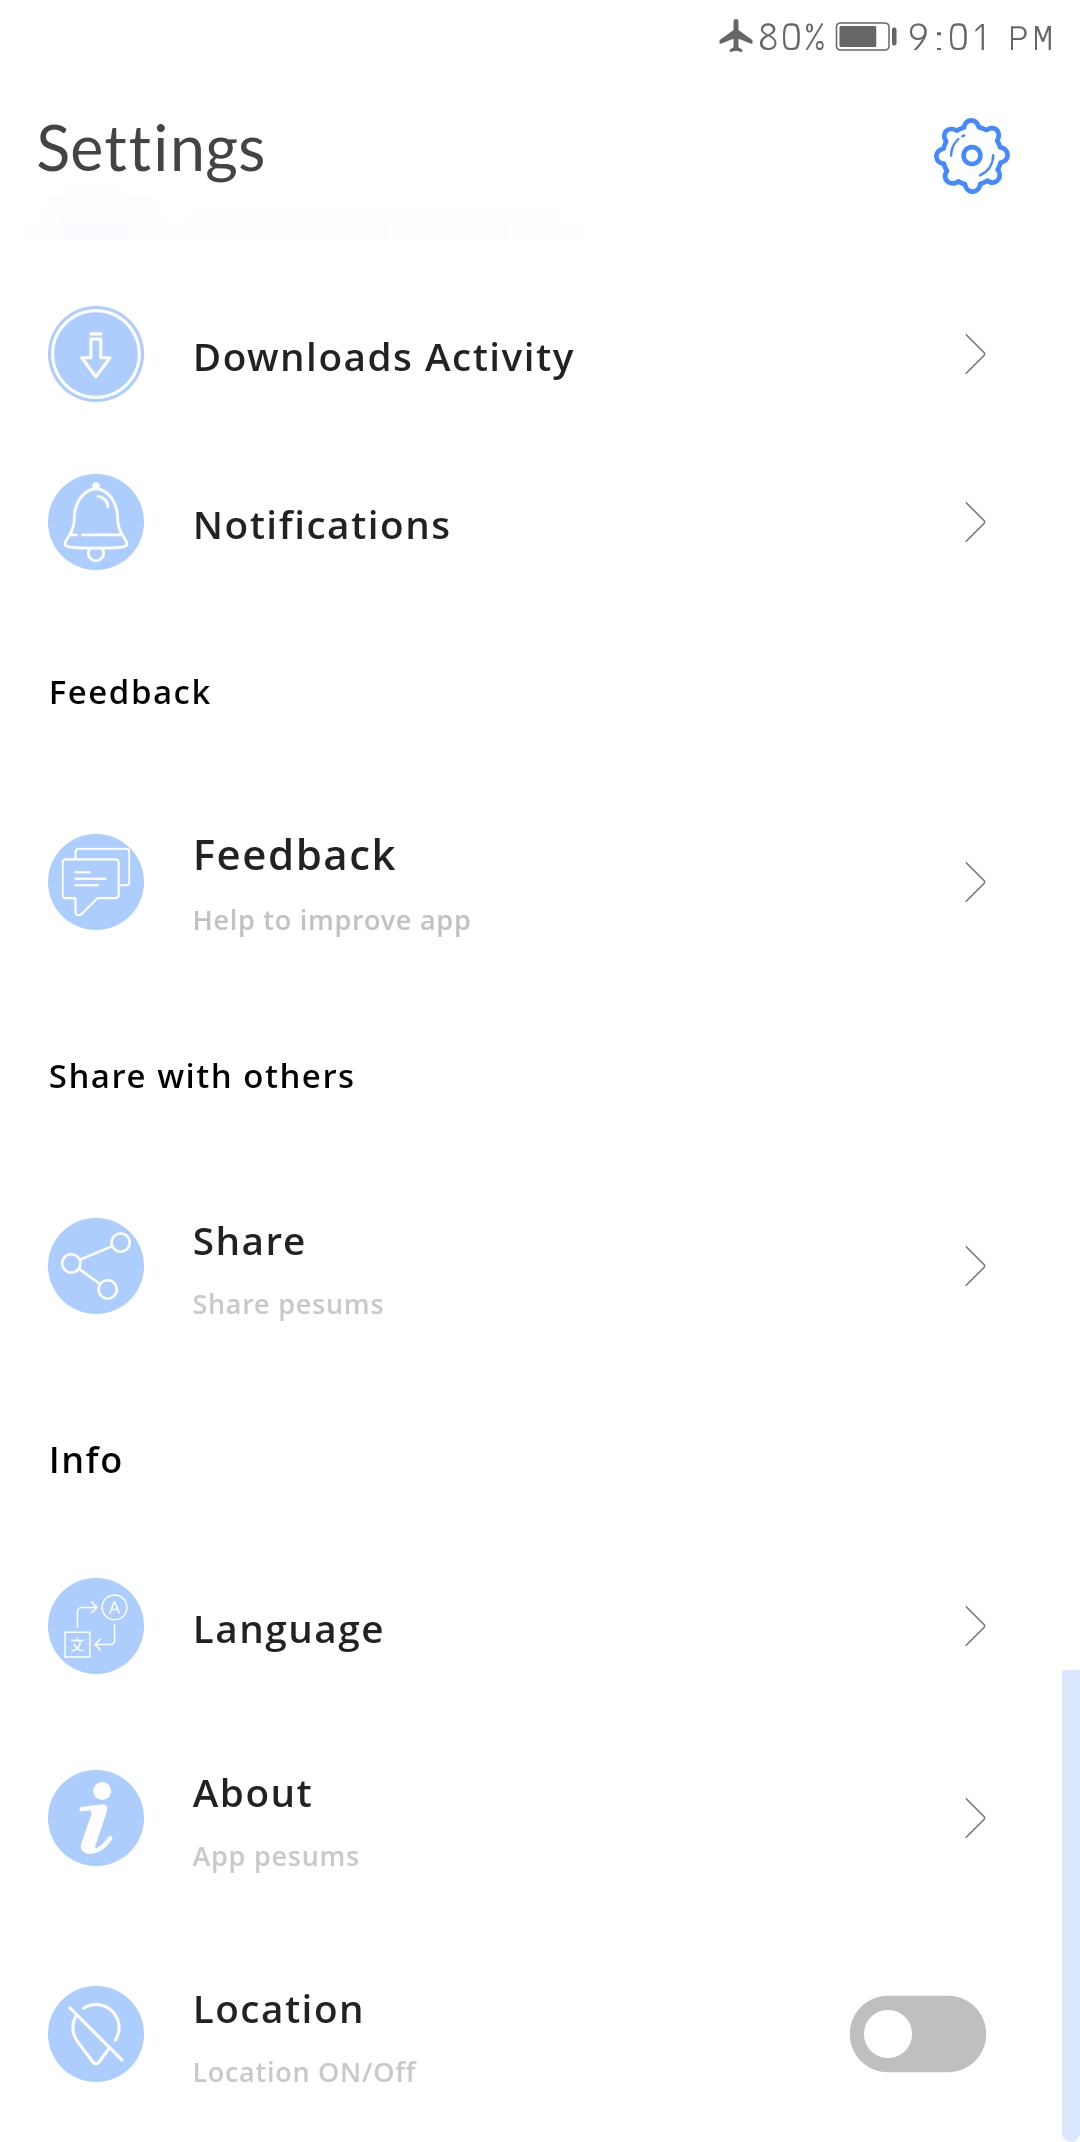 80% 9:01 PM
Settings
Downloads Activity
Notifications
Feedback
Feedback
Help to improve app
Share with others
Share
Share pesums
Info
A
文
Language
About
App pesums
Location
Location ON/Off